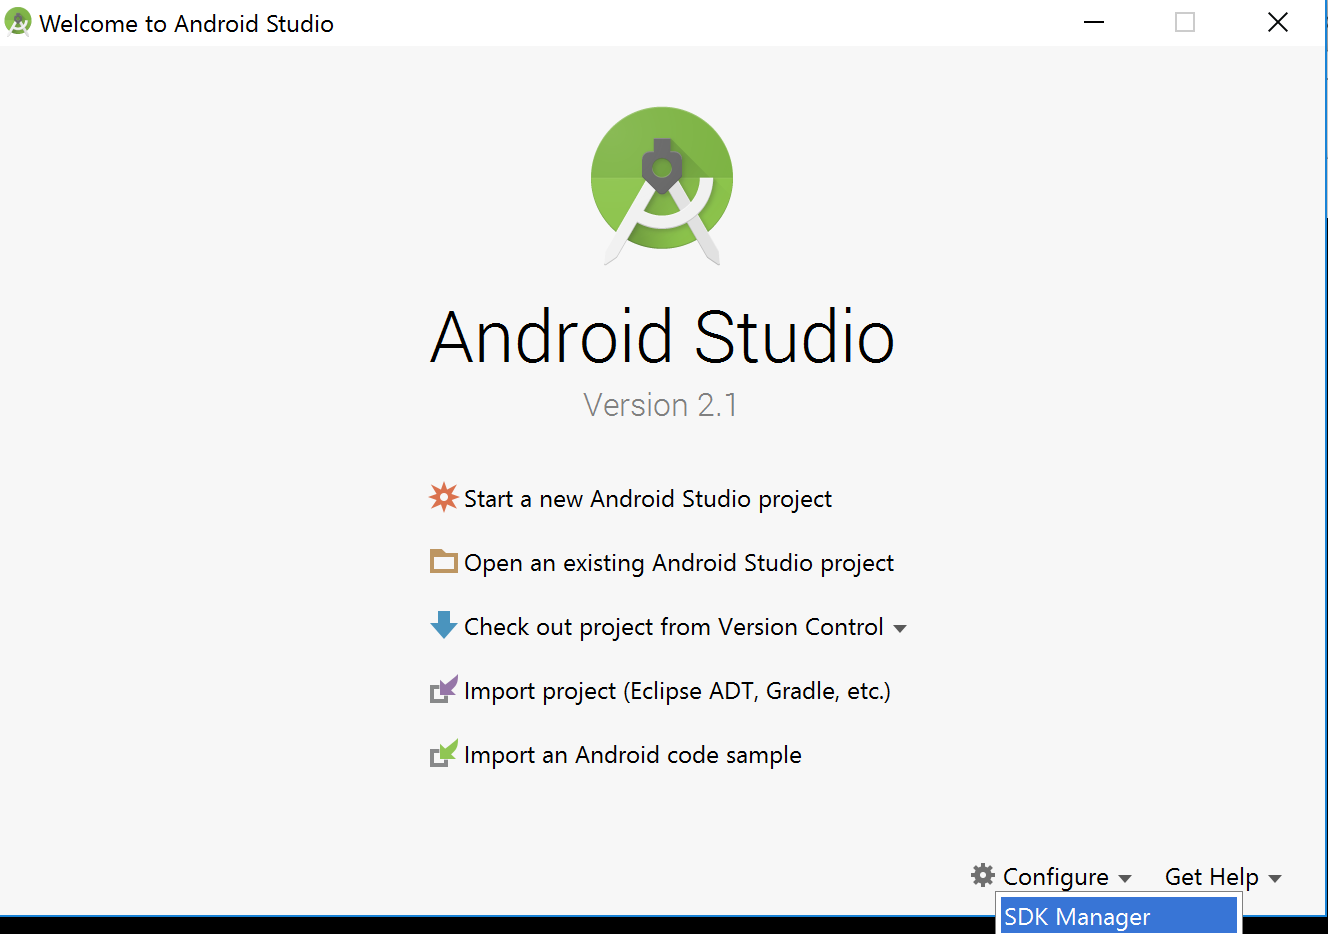 Welcome to Android Studio
Android Studio
Version 2.1
Start a new Android Studio project
Open an existing Android Studio project
Check out project from Version Control
Import project (Eclipse ADT, Gradle, etc.)
Import an Android code sample
Configure Get Help
SDK Manager